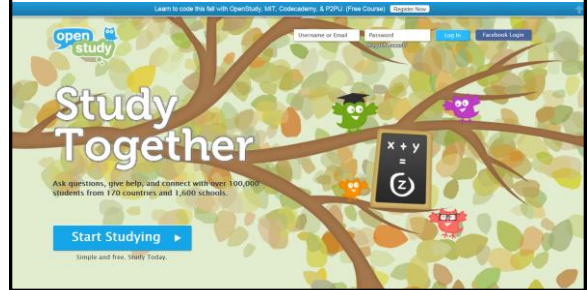 Learn to code this fall with OpenStudy, MIT, Codecademy, & P2PU. (Free Course) Register Now
open
study
Username or Email Password Log In Facebook Login
Study
Together
x + y
=
z
Ask questions, give help, and connect with over 100,000
students from 170 countries and 1,600 schools.
Start Studying
Simple and free. Study Today.